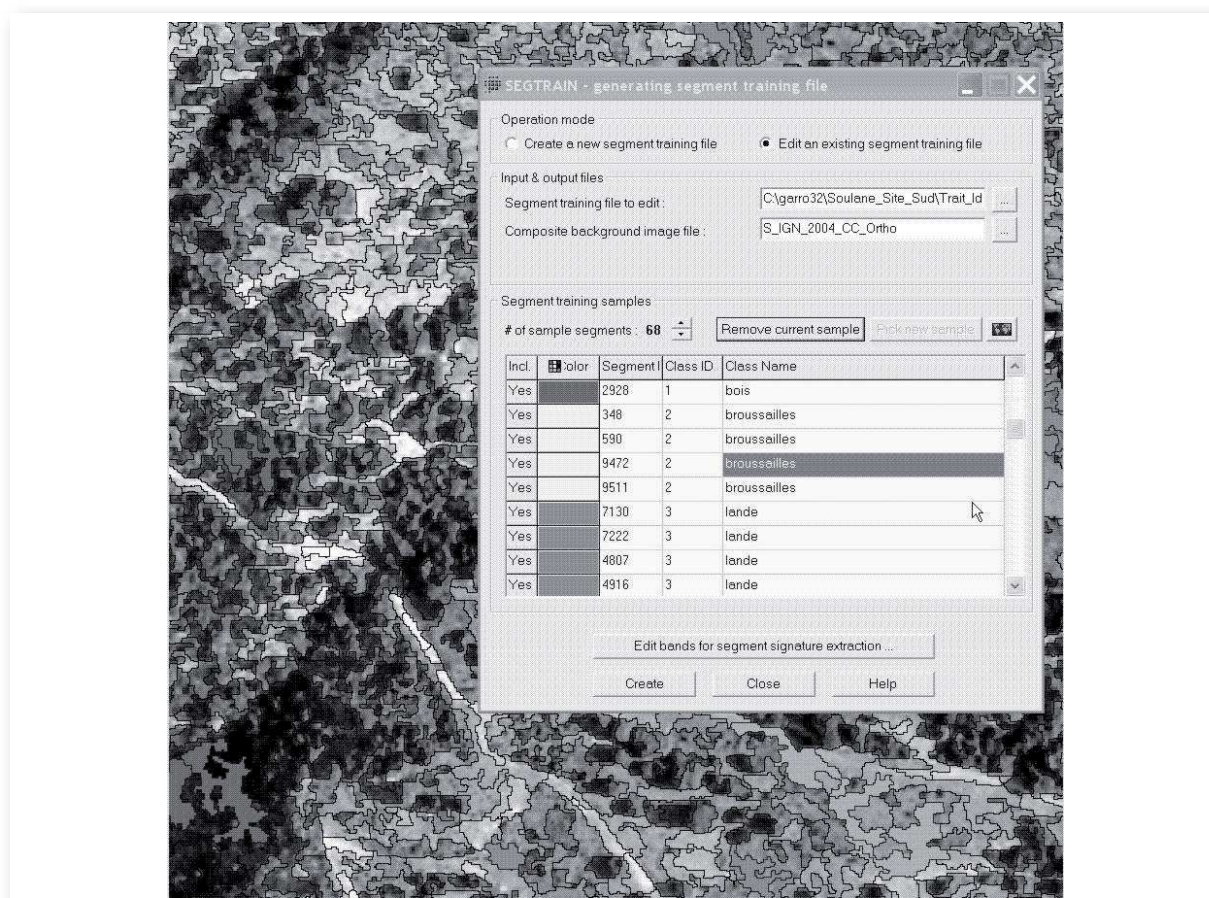 SEGTRAIN - generating segment training file
Operation mode
Create a new segment training file
Edit an existing segment training file
Input & output files
Segment training file to edit :
C:\garro32\Soulane_Site_Sud\Trait_Id
...
Composite background image file :
S_IGN_2004_CC_Ortho
...
Segment training samples
# of sample segments : 68
Remove current sample
Pick new sample
Incl. Color Segment I Class ID Class Name
Yes 2928 1 bois
Yes 348 2 broussailles
Yes 590 2 broussailles
Yes 9472 2 broussailles
Yes 9511 2 broussailles
Yes 7130 3 lande
Yes 7222 3 lande
Yes 4807 3 lande
Yes 4916 3 lande
Edit bands for segment signature extraction ...
Create Close Help